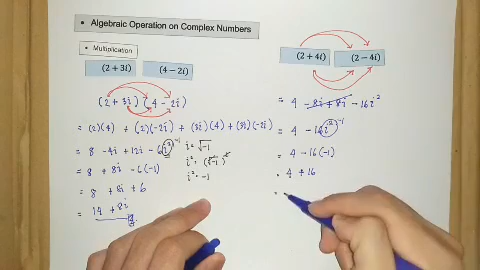 • Algebraic Operation on Complex Numbers
• Multiplication
(2+3i) (4−2i)
(2+3i)(4−2i)
= (2)(4) + (2)(-2i) + (3i)(4) + (3i)(-2i)
= 8 − 4i + 12i − 6i² -1
= 8 + 8i − 6(-1)
= 8 + 8i + 6
= 14 + 8i
i = √-1
i² = (√-1)²
i² = -1
(2+4i) (2−4i)
= 4 − 8i + 8i − 16i²
= 4 − 16i² -1
= 4 − 16(-1)
= 4 + 16
=